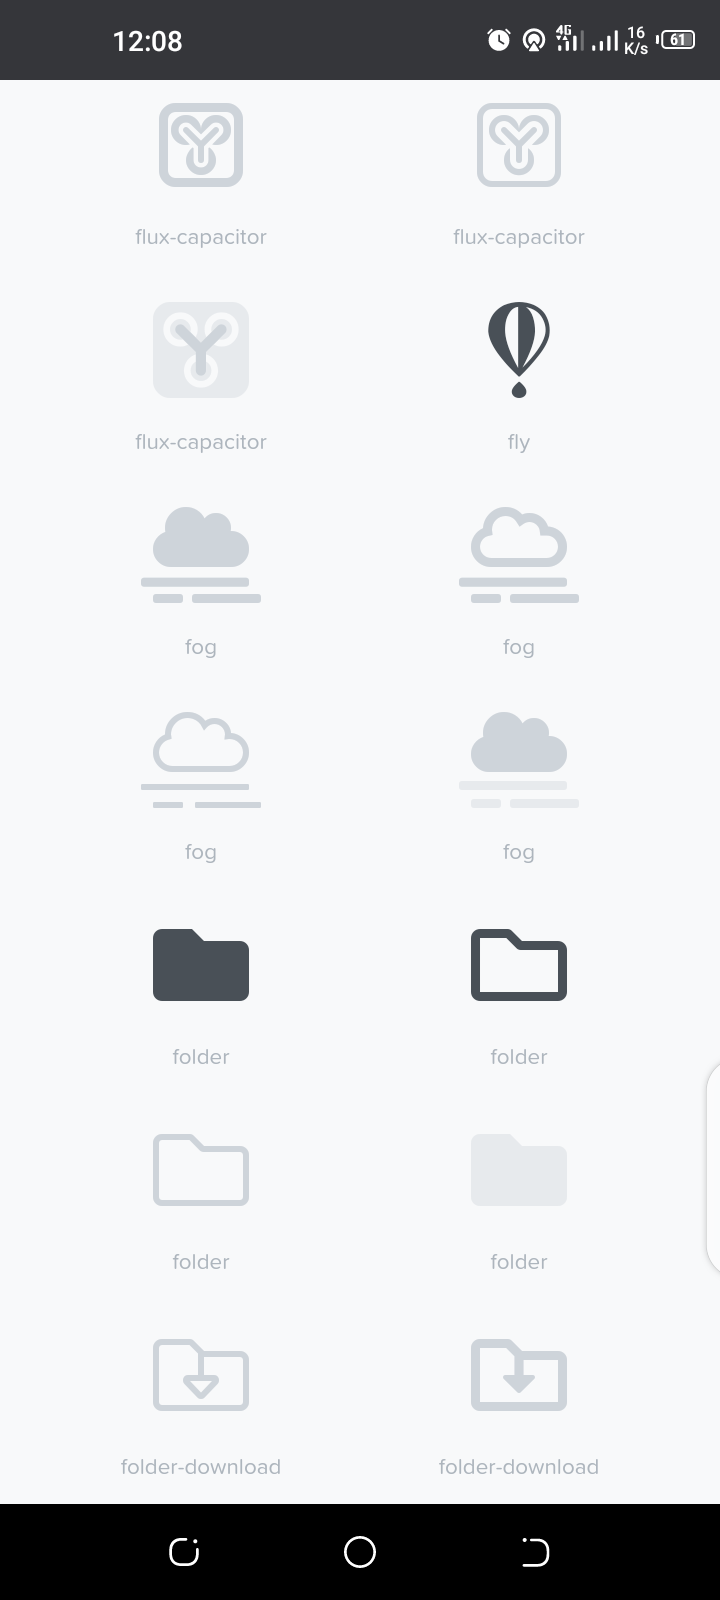 12:08
4G
16
K/s
61
flux-capacitor
flux-capacitor
flux-capacitor
fly
fog
fog
fog
fog
folder
folder
folder
folder
folder-download
folder-download